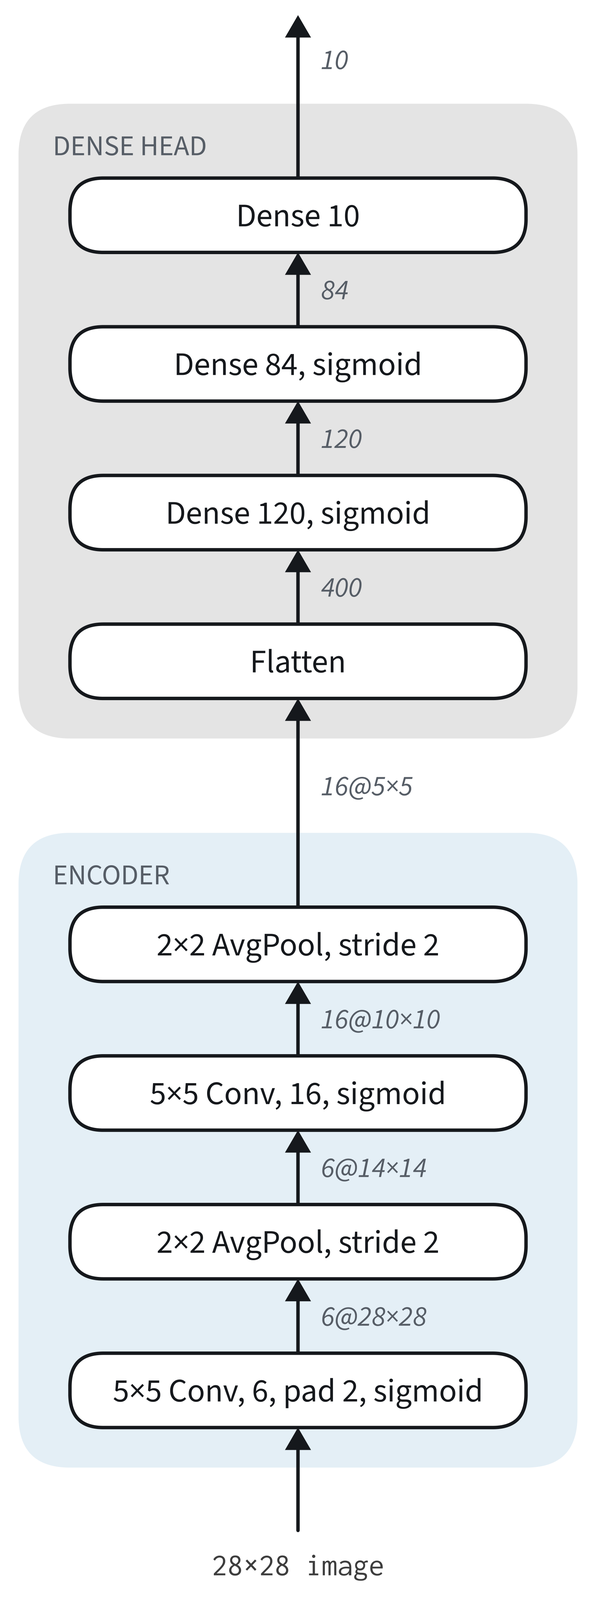 10
DENSE HEAD
Dense 10
84
Dense 84, sigmoid
120
Dense 120, sigmoid
400
Flatten
16@5×5
ENCODER
2×2 AvgPool, stride 2
16@10×10
5×5 Conv, 16, sigmoid
6@14×14
2×2 AvgPool, stride 2
6@28×28
5×5 Conv, 6, pad 2, sigmoid
28×28 image